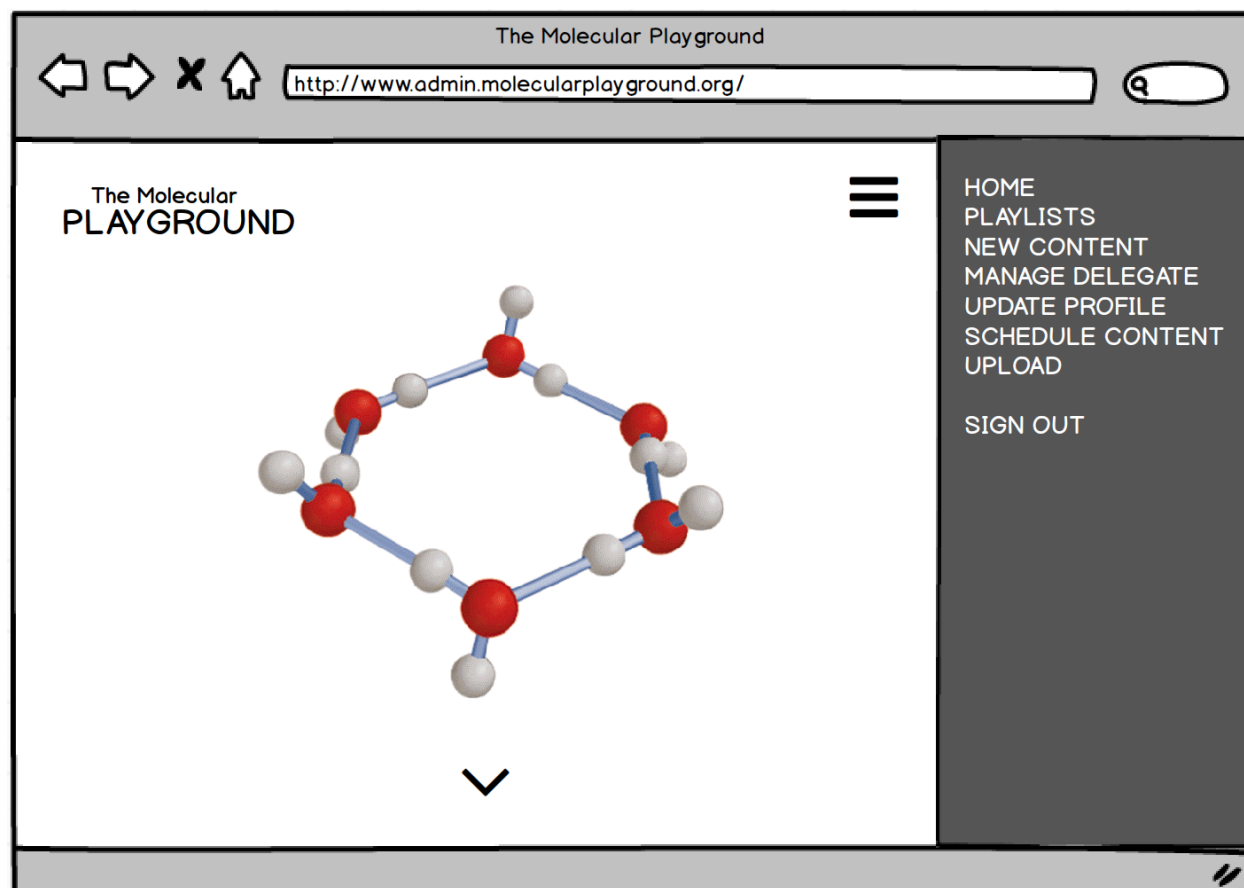 The Molecular Playground
http://www.admin.molecularplayground.org/
The Molecular
PLAYGROUND
HOME
PLAYLISTS
NEW CONTENT
MANAGE DELEGATE
UPDATE PROFILE
SCHEDULE CONTENT
UPLOAD
SIGN OUT